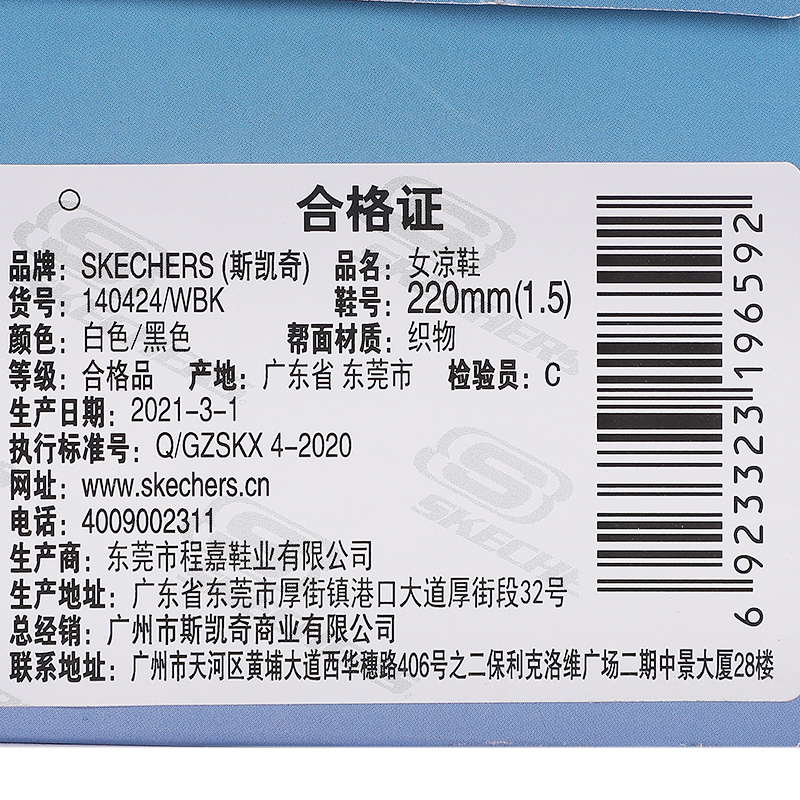 合格证
品牌：SKECHERS (斯凯奇) 品名：女凉鞋
货号：140424/WBK 鞋号：220mm(1.5)
颜色：白色/黑色 帮面材质：织物
等级：合格品 产地：广东省 东莞市 检验员：C
生产日期：2021-3-1
执行标准号：Q/GZSKX 4-2020
网址：www.skechers.cn
电话：4009002311
生产商：东莞市程嘉鞋业有限公司
生产地址：广东省东莞市厚街镇港口大道厚街段32号
总经销：广州市斯凯奇商业有限公司
联系地址：广州市天河区黄埔大道西华穗路406号之二保利克洛维广场二期中景大厦28楼
6923323196592
SKECHERS
SKECHERS
SKECHERS